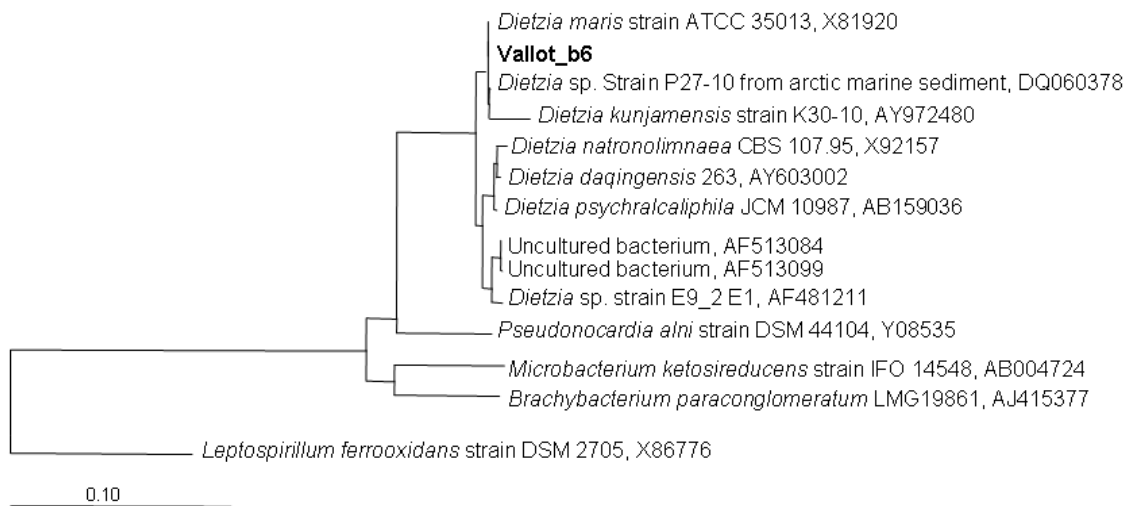 Dietzia maris strain ATCC 35013, X81920
Vallot_b6
Dietzia sp. Strain P27-10 from arctic marine sediment, DQ060378
Dietzia kunjamensis strain K30-10, AY972480
Dietzia natronolimnaea CBS 107.95, X92157
Dietzia daqingensis 263, AY603002
Dietzia psychralcaliphila JCM 10987, AB159036
Uncultured bacterium, AF513084
Uncultured bacterium, AF513099
Dietzia sp. strain E9_2 E1, AF481211
Pseudonocardia alni strain DSM 44104, Y08535
Microbacterium ketosireducens strain IFO 14548, AB004724
Brachybacterium paraconglomeratum LMG19861, AJ415377
Leptospirillum ferrooxidans strain DSM 2705, X86776
0.10